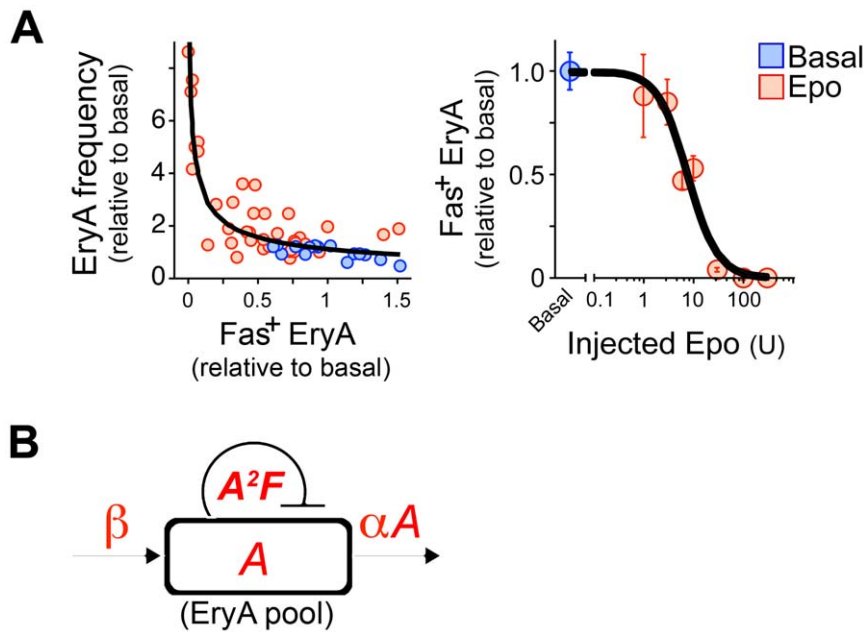 A
EryA frequency
(relative to basal)
8
6
4
2
0
0
0.5
1
1.5
Fas⁺ EryA
(relative to basal)
Fas⁺ EryA
(relative to basal)
1.0
0.5
0
Basal
0.1
1
10
100
Injected Epo (U)
Basal
Epo
B
A²F
β
A
αA
(EryA pool)